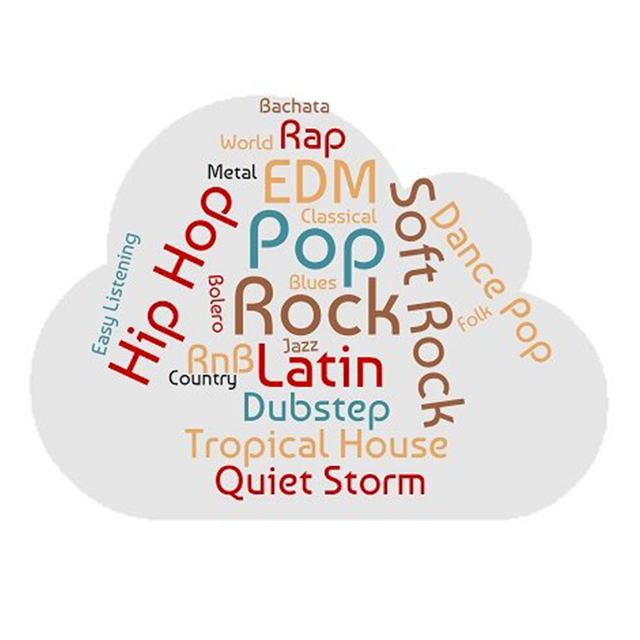 Bachata
World
Rap
Metal
EDM
Classical
Pop
Soft Rock
Dance Pop
Hip Hop
Easy Listening
Bolero
Blues
Rock
Folk
Jazz
RnB
Latin
Country
Dubstep
Tropical House
Quiet Storm